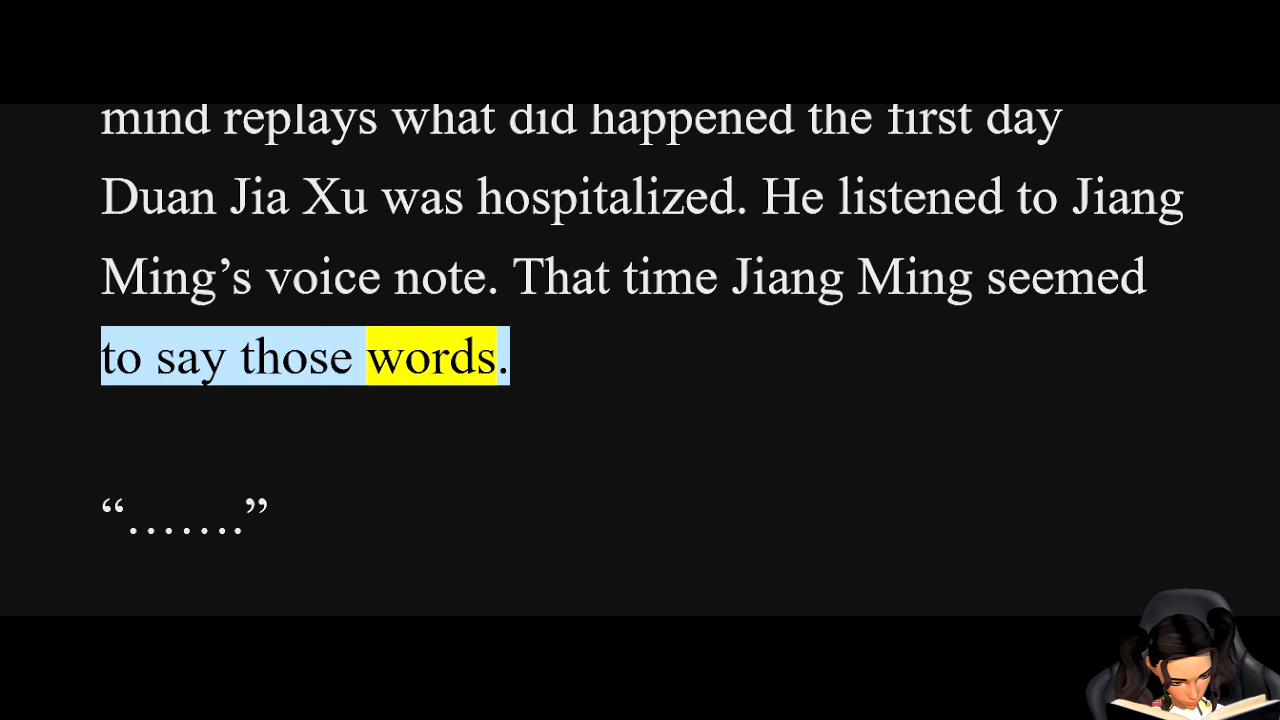 mind replays what did happened the first day
Duan Jia Xu was hospitalized. He listened to Jiang
Ming’s voice note. That time Jiang Ming seemed
to say those words.
“…….”